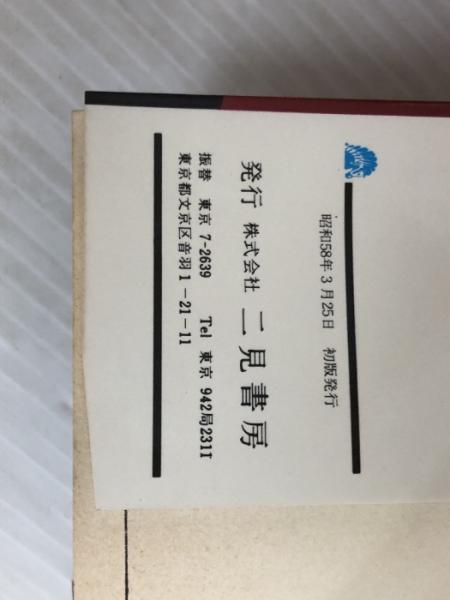 昭和58年3月25日 初版発行
発行 株式会社 二見書房
振替 東京 7-2639 Tel 東京 942局2311
東京都文京区音羽1-21-11